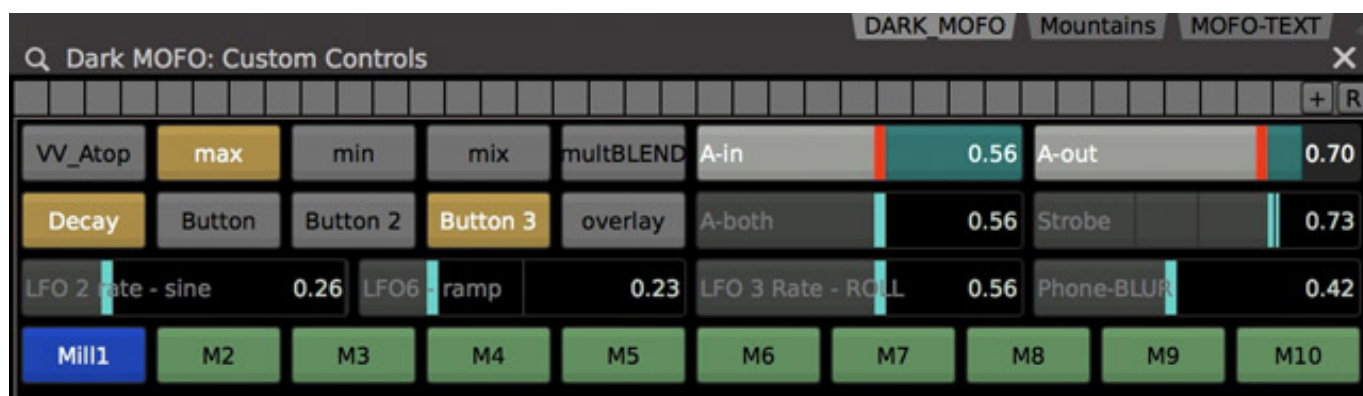 DARK_MOFO Mountains MOFO-TEXT
Dark MOFO: Custom Controls
+ R
VV_Atop max min mix multBLEND A-in 0.56 A-out 0.70
Decay Button Button 2 Button 3 overlay A-both 0.56 Strobe 0.73
LFO 2 rate - sine 0.26 LFO6 - ramp 0.23 LFO 3 Rate - ROLL 0.56 Phone-BLUR 0.42
Mill1 M2 M3 M4 M5 M6 M7 M8 M9 M10